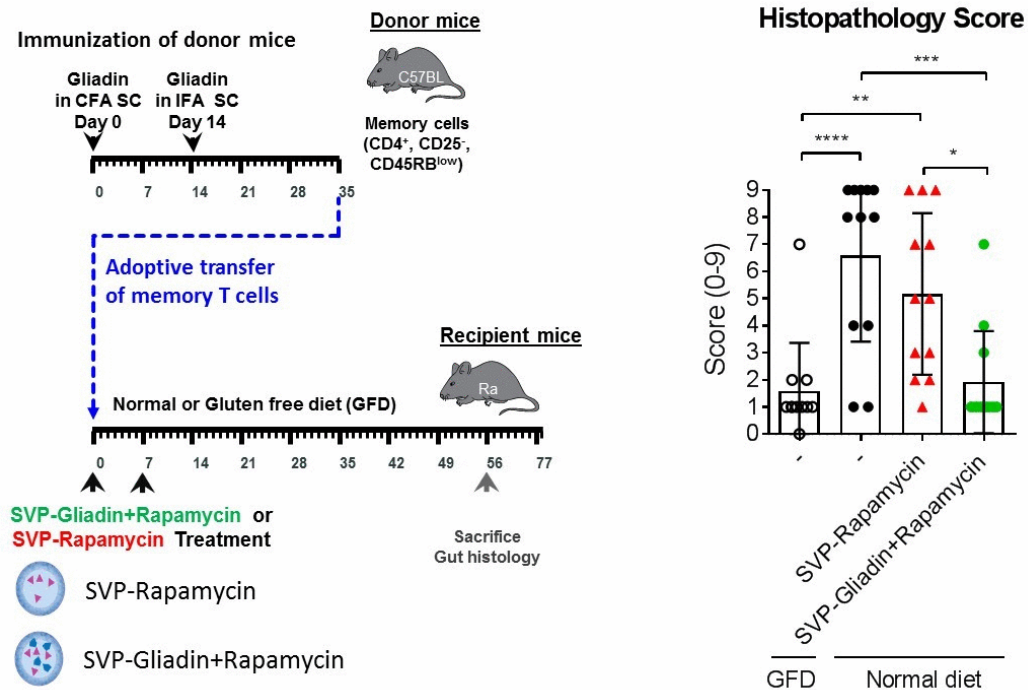 Immunization of donor mice
Gliadin
in CFA SC
Day 0
Gliadin
in IFA SC
Day 14
0 7 14 21 28 35
Donor mice
C57BL
Memory cells
(CD4⁺, CD25⁻,
CD45RBˡᵒʷ)
Adoptive transfer
of memory T cells
Recipient mice
Ra
Normal or Gluten free diet (GFD)
0 7 14 21 28 35 42 49 56 77
SVP-Gliadin+Rapamycin or
SVP-Rapamycin Treatment
Sacrifice
Gut histology
SVP-Rapamycin
SVP-Gliadin+Rapamycin
Histopathology Score
***
**
****
*
Score (0-9)
9
8
7
6
5
4
3
2
1
0
-
-
SVP-Rapamycin
SVP-Gliadin+Rapamycin
GFD
Normal diet